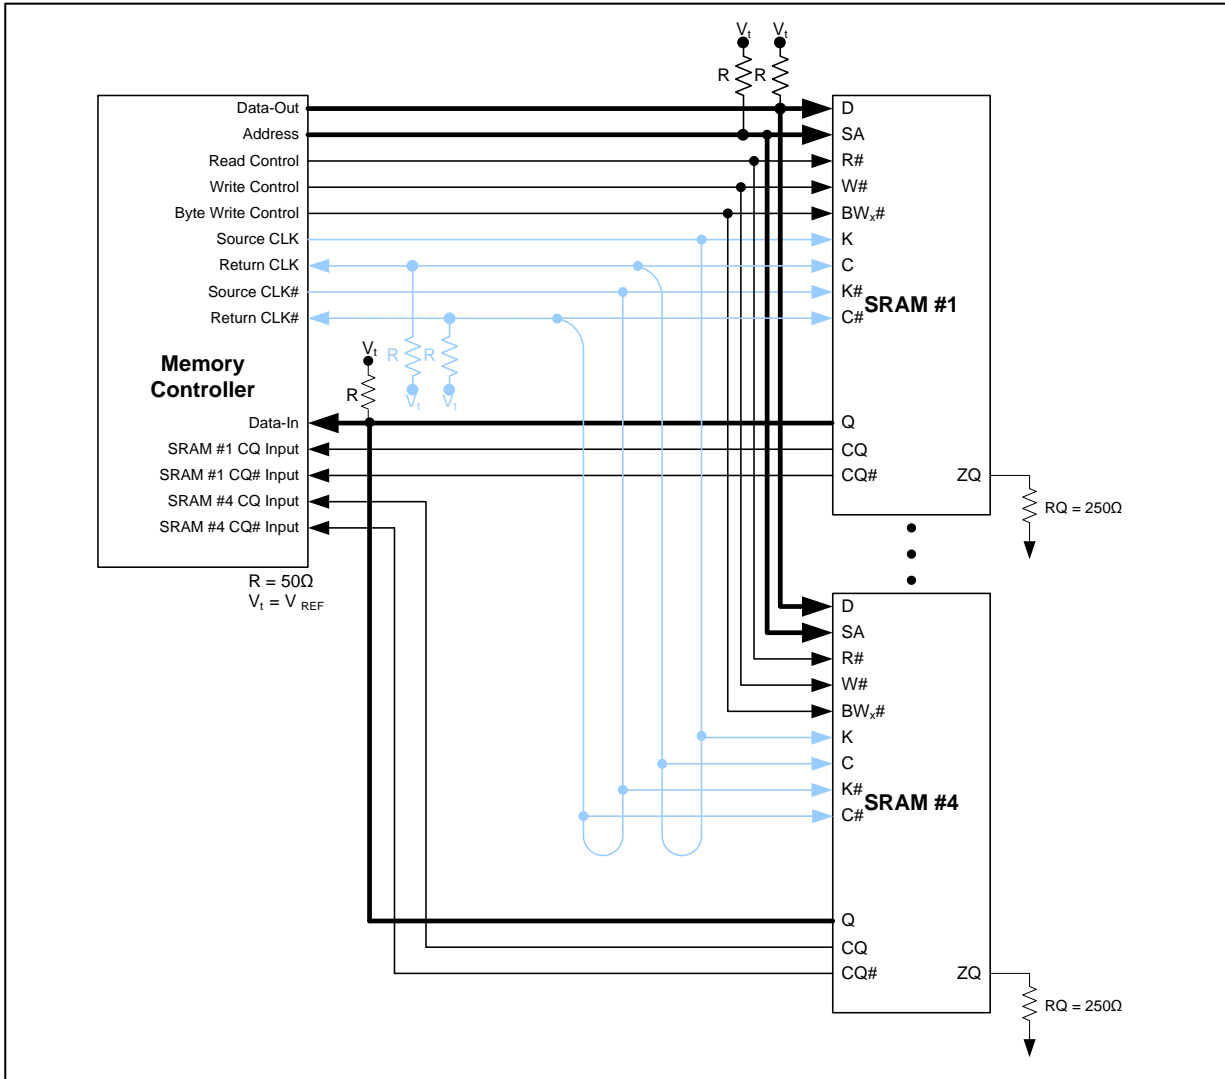 Vt Vt
R R
Data-Out
Address
Read Control
Write Control
Byte Write Control
Source CLK
Return CLK
Source CLK#
Return CLK#
Memory
Controller
Data-In
SRAM #1 CQ Input
SRAM #1 CQ# Input
SRAM #4 CQ Input
SRAM #4 CQ# Input
R = 50Ω
Vt = V REF
Vt
R
R R
Vt Vt
D
SA
R#
W#
BWx#
K
C
K#
SRAM #1
C#
Q
CQ
CQ# ZQ
RQ = 250Ω
D
SA
R#
W#
BWx#
K
C
K#
SRAM #4
C#
Q
CQ
CQ# ZQ
RQ = 250Ω